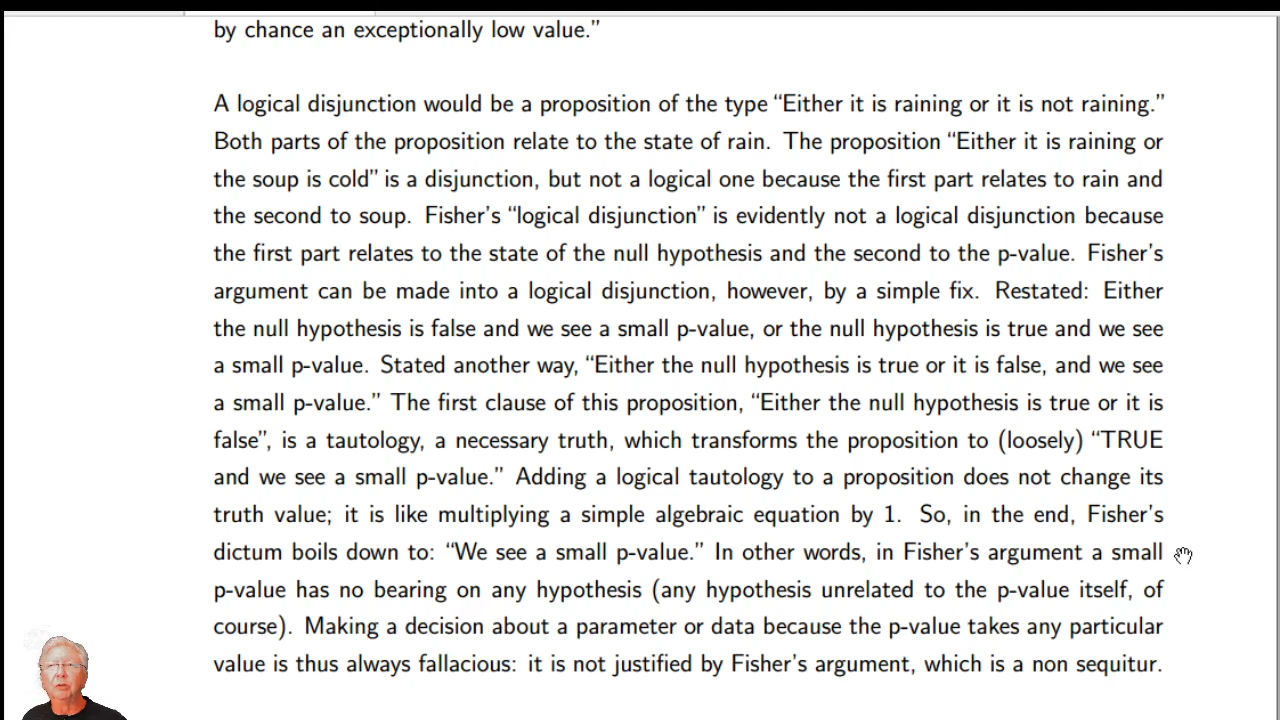 by chance an exceptionally low value.”
A logical disjunction would be a proposition of the type “Either it is raining or it is not raining.”
Both parts of the proposition relate to the state of rain. The proposition “Either it is raining or
the soup is cold” is a disjunction, but not a logical one because the first part relates to rain and
the second to soup. Fisher’s “logical disjunction” is evidently not a logical disjunction because
the first part relates to the state of the null hypothesis and the second to the p-value. Fisher’s
argument can be made into a logical disjunction, however, by a simple fix. Restated: Either
the null hypothesis is false and we see a small p-value, or the null hypothesis is true and we see
a small p-value. Stated another way, “Either the null hypothesis is true or it is false, and we see
a small p-value.” The first clause of this proposition, “Either the null hypothesis is true or it is
false”, is a tautology, a necessary truth, which transforms the proposition to (loosely) “TRUE
and we see a small p-value.” Adding a logical tautology to a proposition does not change its
truth value; it is like multiplying a simple algebraic equation by 1. So, in the end, Fisher’s
dictum boils down to: “We see a small p-value.” In other words, in Fisher’s argument a small
p-value has no bearing on any hypothesis (any hypothesis unrelated to the p-value itself, of
course). Making a decision about a parameter or data because the p-value takes any particular
value is thus always fallacious: it is not justified by Fisher’s argument, which is a non sequitur.